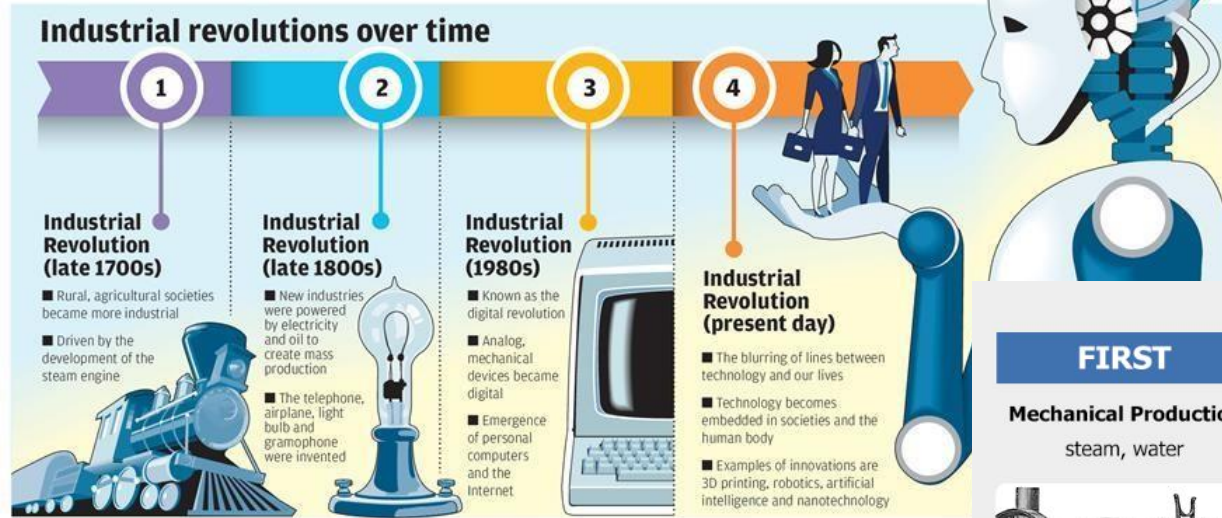 Industrial revolutions over time
1
2
3
4
Industrial
Revolution
(late 1700s)
■ Rural, agricultural societies
became more industrial
■ Driven by the
development of the
steam engine
Industrial
Revolution
(late 1800s)
■ New industries
were powered
by electricity
and oil to
create mass
production
■ The telephone,
airplane, light
bulb and
gramophone
were invented
Industrial
Revolution
(1980s)
■ Known as the
digital revolution
■ Analog,
mechanical
devices became
digital
■ Emergence
of personal
computers
and the
Internet
Industrial
Revolution
(present day)
■ The blurring of lines between
technology and our lives
■ Technology becomes
embedded in societies and the
human body
■ Examples of innovations are
3D printing, robotics, artificial
intelligence and nanotechnology
FIRST
Mechanical Productio
steam, water